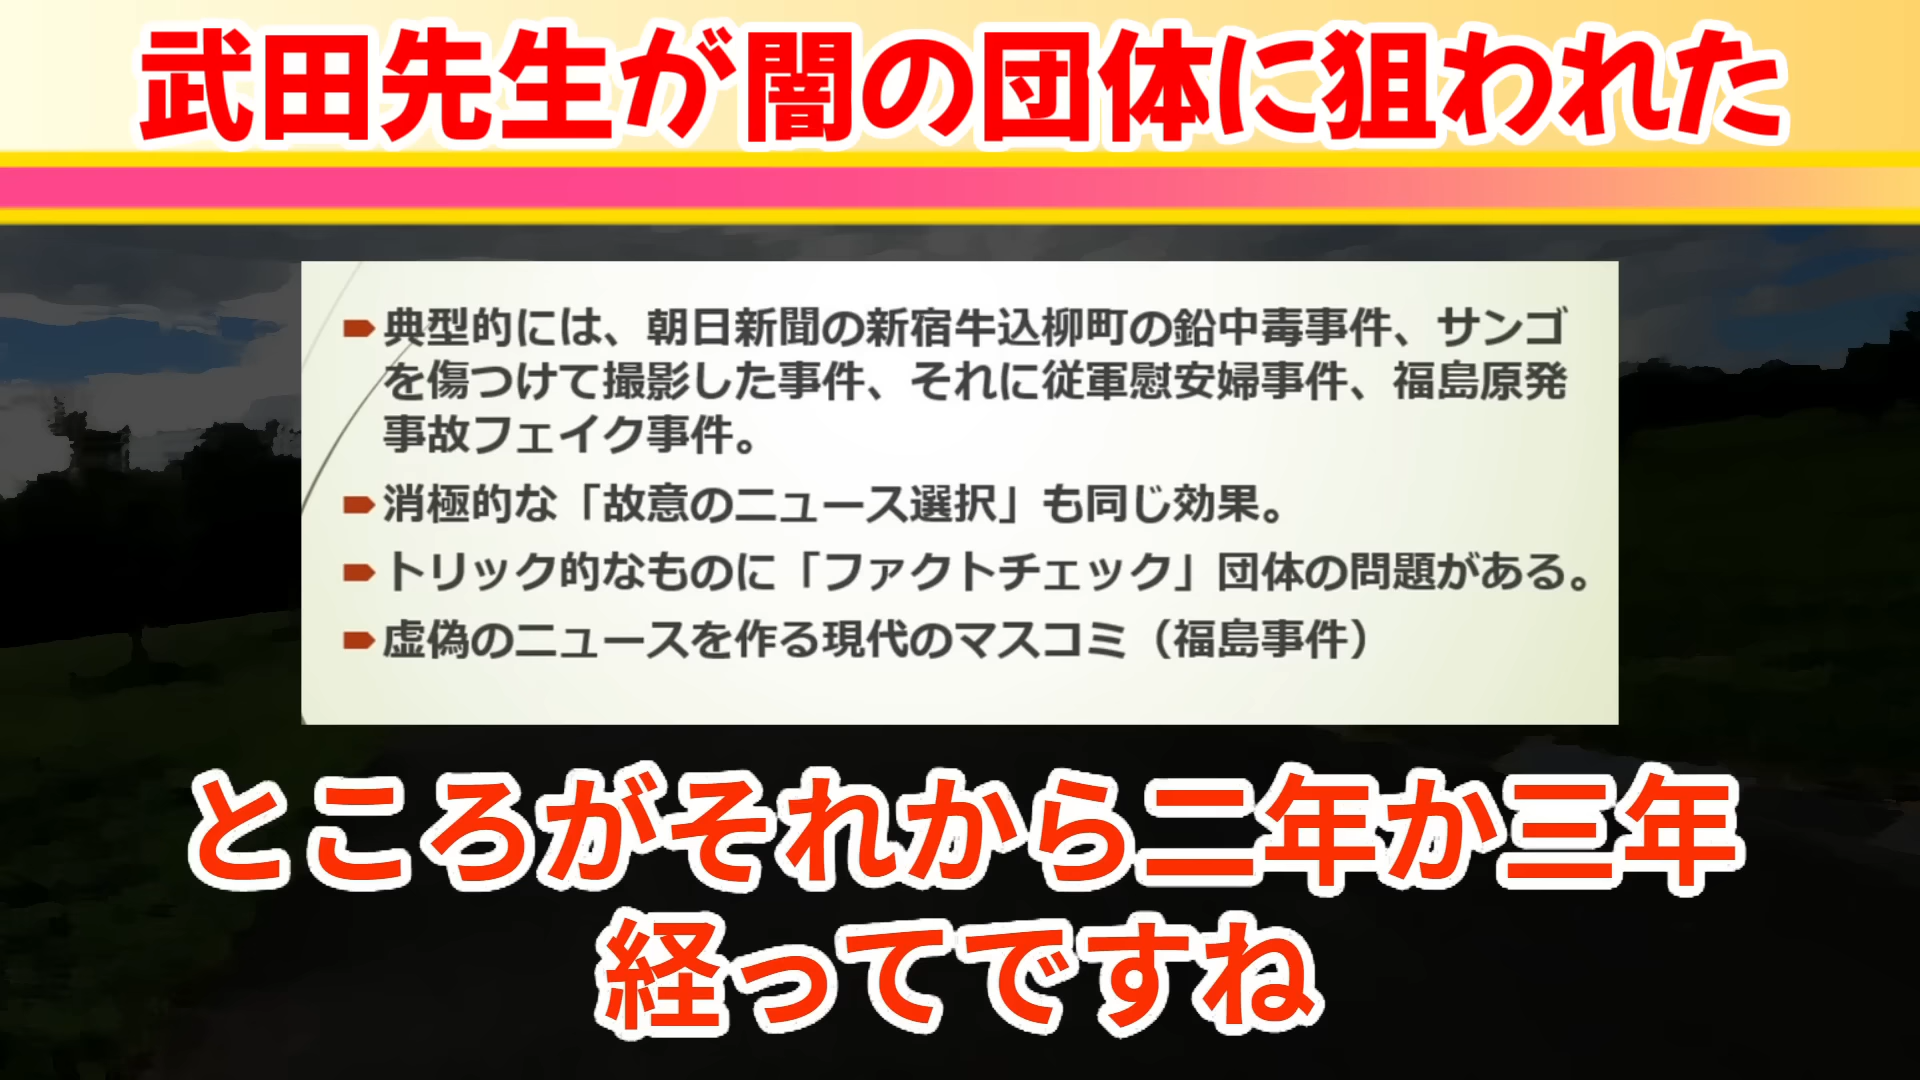 武田先生が闇の団体に狙われた
典型的には、朝日新聞の新宿牛込柳町の鉛中毒事件、サンゴ
を傷つけて撮影した事件、それに従軍慰安婦事件、福島原発
事故フェイク事件。
消極的な「故意のニュース選択」も同じ効果。
トリック的なものに「ファクトチェック」団体の問題がある。
虚偽のニュースを作る現代のマスコミ（福島事件）
ところがそれから二年か三年
経ってですね